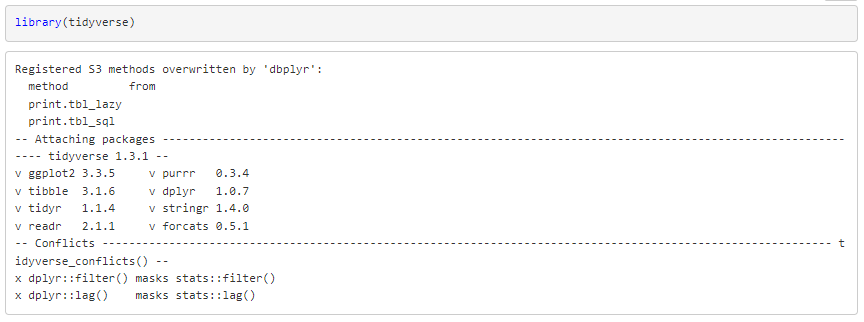 library(tidyverse)
Registered S3 methods overwritten by 'dbplyr':
  method         from
  print.tbl_lazy
  print.tbl_sql
-- Attaching packages ------------------------------------------------------------------------------------------------------
---- tidyverse 1.3.1 --
v ggplot2 3.3.5     v purrr   0.3.4
v tibble  3.1.6     v dplyr   1.0.7
v tidyr   1.1.4     v stringr 1.4.0
v readr   2.1.1     v forcats 0.5.1
-- Conflicts ------------------------------------------------------------------------------------------------------------- t
idyverse_conflicts() --
x dplyr::filter() masks stats::filter()
x dplyr::lag()    masks stats::lag()